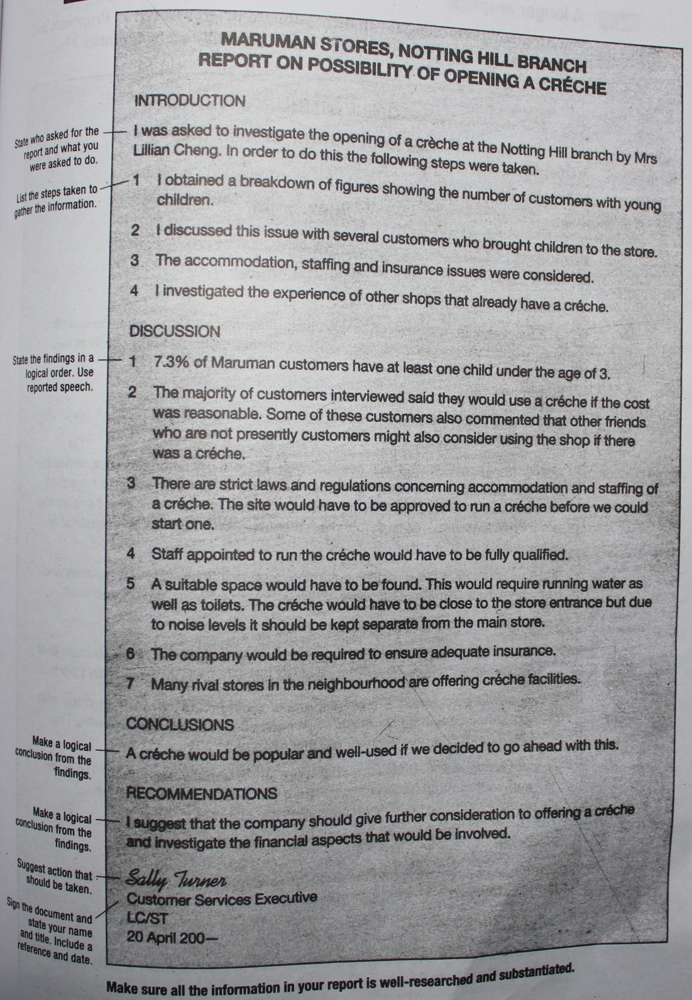 MARUMAN STORES, NOTTING HILL BRANCH
REPORT ON POSSIBILITY OF OPENING A CRÉCHE
INTRODUCTION
State who asked for the
report and what you
were asked to do.
I was asked to investigate the opening of a crèche at the Notting Hill branch by Mrs
Lillian Cheng. In order to do this the following steps were taken.
List the steps taken to
gather the information.
1 I obtained a breakdown of figures showing the number of customers with young
children.
2 I discussed this issue with several customers who brought children to the store.
3 The accommodation, staffing and insurance issues were considered.
4 I investigated the experience of other shops that already have a créche.
DISCUSSION
State the findings in a
logical order. Use
reported speech.
1 7.3% of Maruman customers have at least one child under the age of 3.
2 The majority of customers interviewed said they would use a créche if the cost
was reasonable. Some of these customers also commented that other friends
who are not presently customers might also consider using the shop if there
was a créche.
3 There are strict laws and regulations concerning accommodation and staffing of
a créche. The site would have to be approved to run a créche before we could
start one.
4 Staff appointed to run the créche would have to be fully qualified.
5 A suitable space would have to be found. This would require running water as
well as toilets. The créche would have to be close to the store entrance but due
to noise levels it should be kept separate from the main store.
6 The company would be required to ensure adequate insurance.
7 Many rival stores in the neighbourhood are offering créche facilities.
CONCLUSIONS
Make a logical
conclusion from the
findings.
A créche would be popular and well-used if we decided to go ahead with this.
RECOMMENDATIONS
Make a logical
conclusion from the
findings.
I suggest that the company should give further consideration to offering a créche
and investigate the financial aspects that would be involved.
Suggest action that
should be taken.
Sally Turner
Customer Services Executive
LC/ST
20 April 200—
Sign the document and
state your name
and title. Include a
reference and date.
Make sure all the information in your report is well-researched and substantiated.